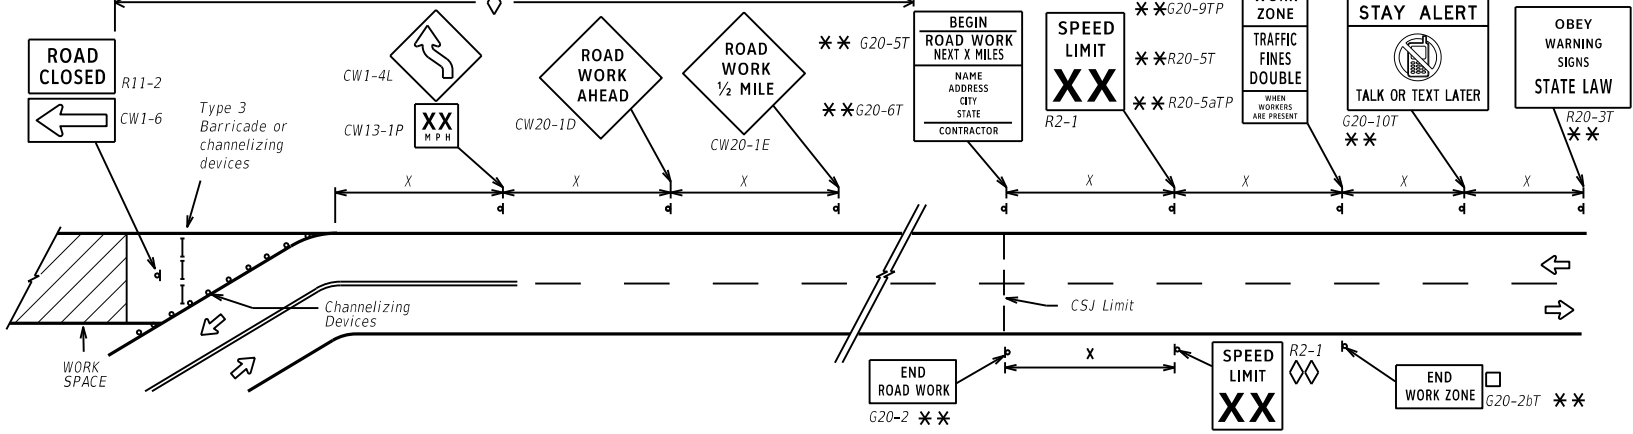 ROAD
CLOSED
R11-2
CW1-6
Type 3
Barricade or
channelizing
devices
CW1-4L
XX
MPH
CW13-1P
ROAD
WORK
AHEAD
CW20-1D
ROAD
WORK
½ MILE
CW20-1E
** G20-5T
** G20-6T
BEGIN
ROAD WORK
NEXT X MILES
NAME
ADDRESS
CITY
STATE
CONTRACTOR
SPEED
LIMIT
XX
R2-1
** G20-9TP
** R20-5T
** R20-5aTP
ZONE
TRAFFIC
FINES
DOUBLE
WHEN
WORKERS
ARE PRESENT
STAY ALERT
TALK OR TEXT LATER
G20-10T
**
OBEY
WARNING
SIGNS
STATE LAW
R20-3T
**
X
X
X
X
X
X
X
Channelizing
Devices
CSJ Limit
WORK
SPACE
END
ROAD WORK
G20-2 **
X
SPEED
LIMIT
XX
R2-1
END
WORK ZONE
G20-2bT **